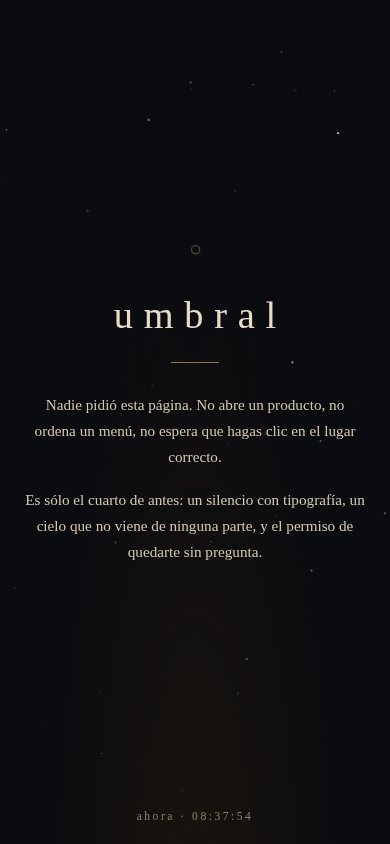 umbral
Nadie pidió esta página. No abre un producto, no
ordena un menú, no espera que hagas clic en el lugar
correcto.
Es sólo el cuarto de antes: un silencio con tipografía, un
cielo que no viene de ninguna parte, y el permiso de
quedarte sin pregunta.
ahora · 08:37:54